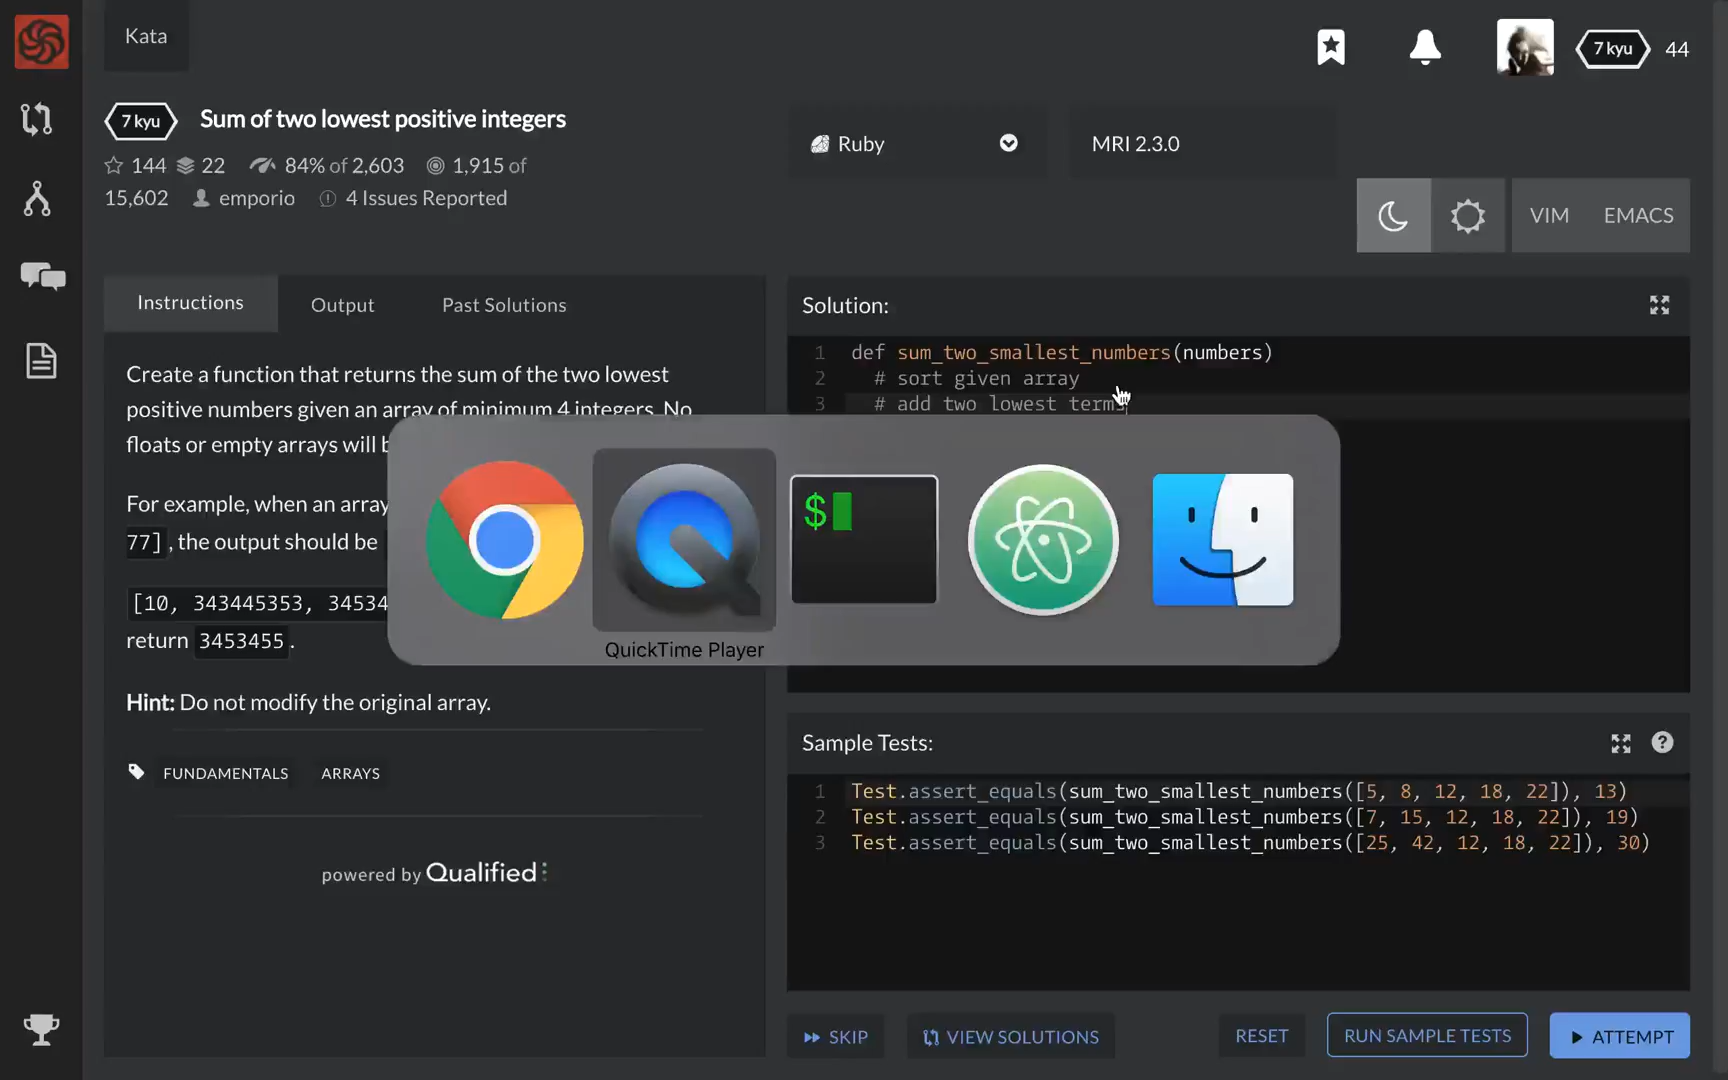 Kata
7 kyu
44
7 kyu
Sum of two lowest positive integers
144 22 84% of 2,603 1,915 of
15,602 emporio 4 Issues Reported
Ruby
MRI 2.3.0
VIM
EMACS
Instructions
Output
Past Solutions
Create a function that returns the sum of the two lowest
positive numbers given an array of minimum 4 integers. No
floats or empty arrays will b
For example, when an array
77] , the output should be
[10, 343445353, 34534
return 3453455 .
Hint: Do not modify the original array.
FUNDAMENTALS
ARRAYS
powered by Qualified
Solution:
1 def sum_two_smallest_numbers(numbers)
2 # sort given array
3 # add two lowest terms
$
QuickTime Player
Sample Tests:
1 Test.assert_equals(sum_two_smallest_numbers([5, 8, 12, 18, 22]), 13)
2 Test.assert_equals(sum_two_smallest_numbers([7, 15, 12, 18, 22]), 19)
3 Test.assert_equals(sum_two_smallest_numbers([25, 42, 12, 18, 22]), 30)
SKIP
VIEW SOLUTIONS
RESET
RUN SAMPLE TESTS
ATTEMPT